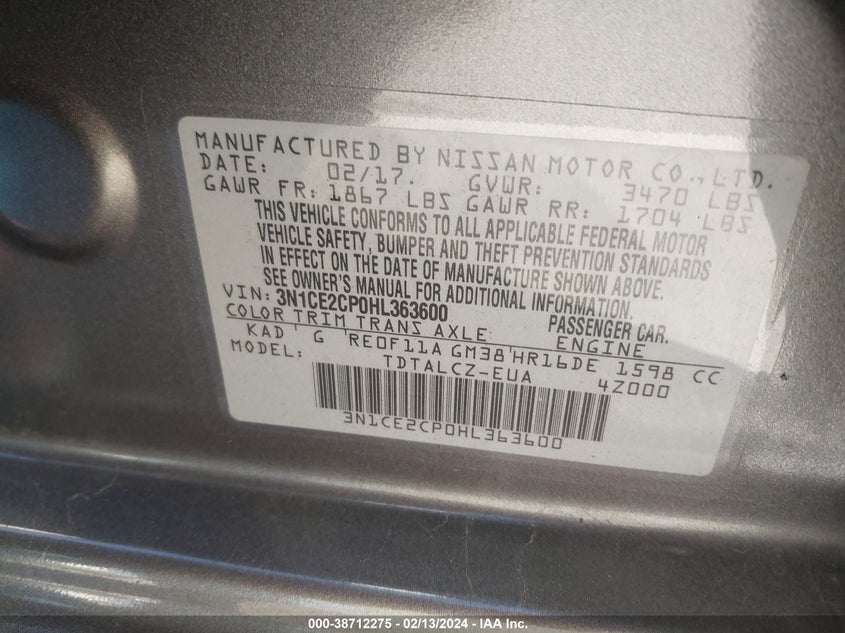 MANUFACTURED BY NISSAN MOTOR CO., LTD.
DATE: 02/17. GVWR: 3470 LBS
GAWR FR: 1867 LBS GAWR RR: 1704 LBS
THIS VEHICLE CONFORMS TO ALL APPLICABLE FEDERAL MOTOR
VEHICLE SAFETY, BUMPER AND THEFT PREVENTION STANDARDS
IN EFFECT ON THE DATE OF MANUFACTURE SHOWN ABOVE.
SEE OWNER'S MANUAL FOR ADDITIONAL INFORMATION.
VIN: 3N1CE2CP0HL363600 PASSENGER CAR.
COLOR TRIM TRANS AXLE ENGINE
KAD G RE0F11A GM38 HR16DE 1598 CC
MODEL: TDTALCZ-EUA 4Z000
3N1CE2CP0HL363600
000-38712275 - 02/13/2024 - IAA Inc.